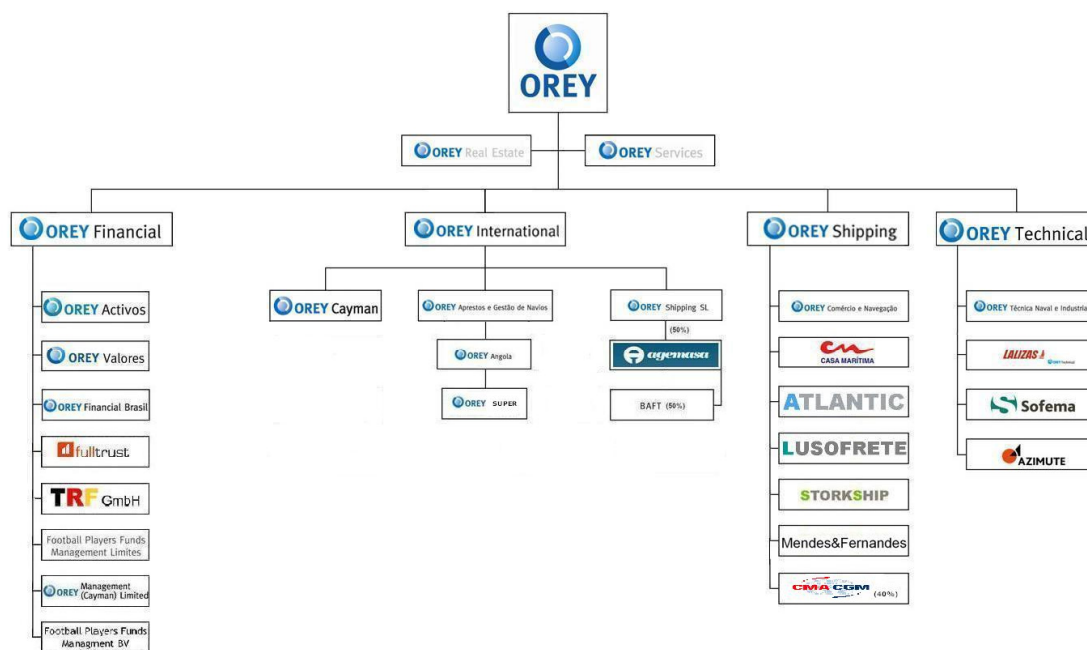 OREY
OREY Real Estate
OREY Services
OREY Financial
OREY International
OREY Shipping
OREY Technical
OREY Activos
OREY Valores
OREY Financial Brasil
fulltrust
TRF GmbH
Football Players Funds
Management Limites
OREY Management
(Cayman) Limited
Football Players Funds
Managment BV
OREY Cayman
OREY Aprestos e Gestão de Navios
OREY Angola
OREY SUPER
OREY Shipping SL
(50%)
agemasa
BAFT (50%)
OREY Comércio e Navegação
CM
CASA MARÍTIMA
ATLANTIC
LUSOFRETE
STORKSHIP
Mendes&Fernandes
CMA CGM (40%)
OREY Técnica Naval e Industria
LALIZAS
Sofema
AZIMUTE